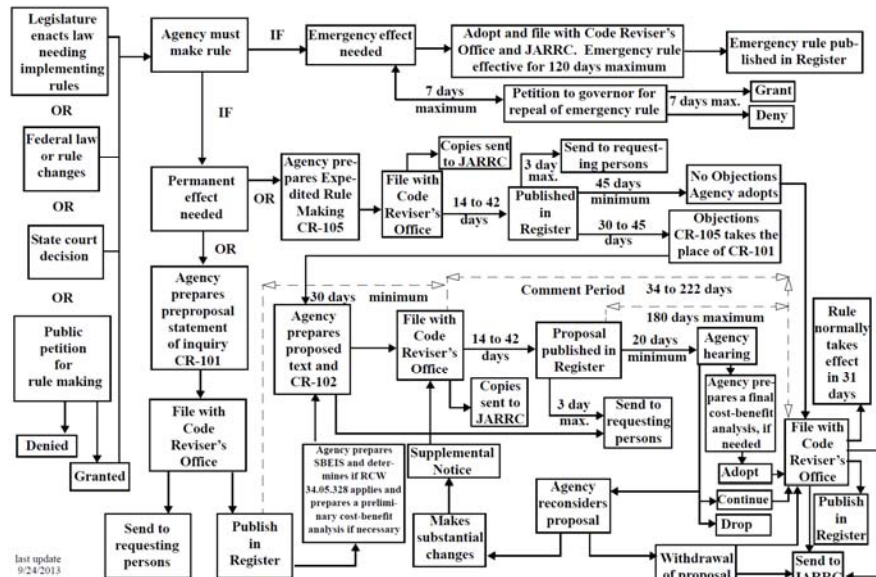 Legislature
enacts law
needing
implementing
rules
OR
Federal law
or rule
changes
OR
State court
decision
OR
Public
petition
for
rule making
Denied
Granted
Agency must
make rule
IF
Emergency effect
needed
Adopt and file with Code Reviser's
Office and JARRC. Emergency rule
effective for 120 days maximum
Emergency rule pub-
lished in Register
7 days
maximum
Petition to governor for
repeal of emergency rule
7 days max.
Grant
Deny
IF
Permanent
effect
needed
OR
Agency pre-
pares Expe-
dited Rule
Making
CR-105
File with
Code
Reviser's
Office
Copies sent
to JARRC
14 to 42
days
Published
in
Register
3 day
max.
Send to request-
ing persons
45 days
minimum
No Objections
Agency adopts
30 to 45
days
Objections
CR-105 takes the
place of CR-101
OR
Agency
prepares
preproposal
statement
of inquiry
CR-101
File with
Code
Reviser's
Office
Send to
requesting
persons
Publish
in
Register
30 days minimum
Comment Period 34 to 222 days
180 days maximum
Agency
prepares
proposed
text and
CR-102
File with
Code
Reviser's
Office
14 to 42
days
Copies
sent to
JARRC
Proposal
published in
Register
3 day
max.
Send to
requesting
persons
20 days
minimum
Agency
hearing
Agency pre-
pares a final
cost-benefit
analysis, if
needed
Adopt
Continue
Drop
File with
Code
Reviser's
Office
Rule
normally
takes
effect
in 31
days
Publish in
Register
Send to
JARRC
Agency prepares
SBEIS and deter-
mines if RCW
34.05.328 applies and
prepares a prelimi-
nary cost-benefit
analysis if necessary
Supplemental
Notice
Makes
substantial
changes
Agency
reconsiders
proposal
Withdrawal
of proposal
last update
9/24/2013